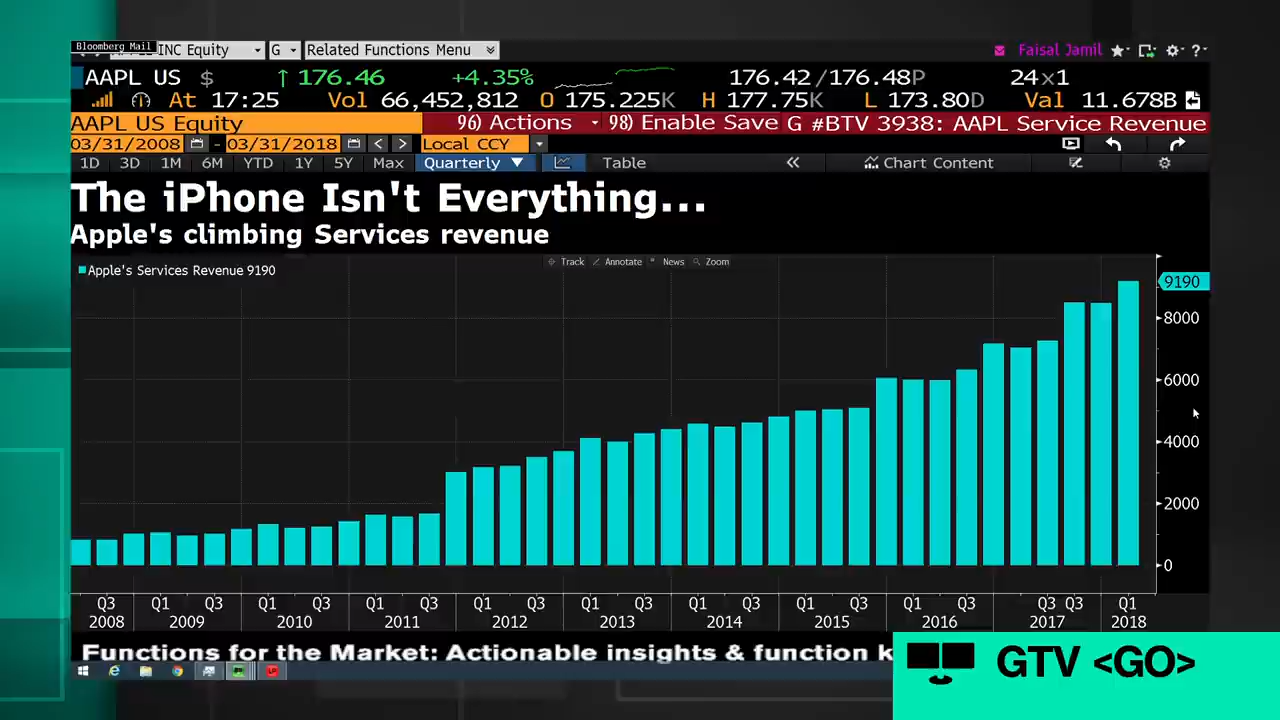 Bloomberg Mail
INC Equity G Related Functions Menu Faisal Jamil ?
AAPL US $ ↑ 176.46 +4.35% 176.42/176.48P 24x1
At 17:25 Vol 66,452,812 O 175.225K H 177.75K L 173.80D Val 11.678B
AAPL US Equity 96) Actions 98) Enable Save G #BTV 3938: AAPL Service Revenue
03/31/2008 - 03/31/2018 Local CCY < >
1D 3D 1M 6M YTD 1Y 5Y Max Quarterly ▼ Table « Chart Content
The iPhone Isn't Everything...
Apple's climbing Services revenue
Track Annotate News Zoom
Apple's Services Revenue 9190
9190
8000
6000
4000
2000
0
Q3 Q1 Q3 Q1 Q3 Q1 Q3 Q1 Q3 Q1 Q3 Q1 Q3 Q1 Q3 Q1 Q3 Q3 Q3 Q1
2008 2009 2010 2011 2012 2013 2014 2015 2016 2017 2018
Functions for the Market: Actionable insights & function k
GTV <GO>